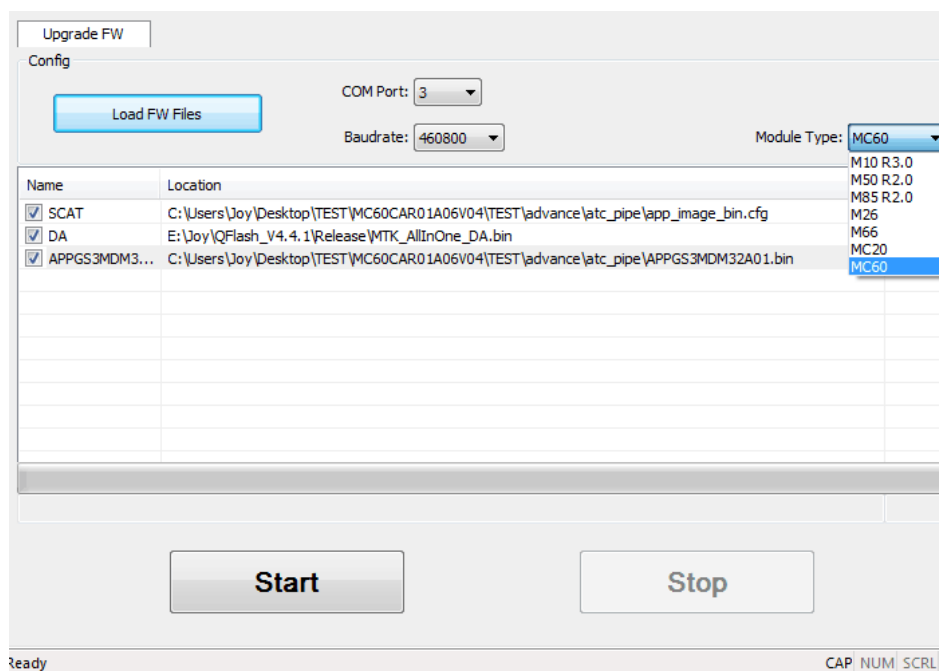 Upgrade FW
Config
Load FW Files
COM Port: 3
Baudrate: 460800
Module Type: MC60
M10 R3.0
M50 R2.0
M85 R2.0
M26
M66
MC20
MC60
Name Location
SCAT C:\Users\Joy\Desktop\TEST\MC60CAR01A06V04\TEST\advance\atc_pipe\app_image_bin.cfg
DA E:\Joy\QFlash_V4.4.1\Release\MTK_AllInOne_DA.bin
APPGS3MDM3... C:\Users\Joy\Desktop\TEST\MC60CAR01A06V04\TEST\advance\atc_pipe\APPGS3MDM32A01.bin
Start Stop
Ready CAP NUM SCRL